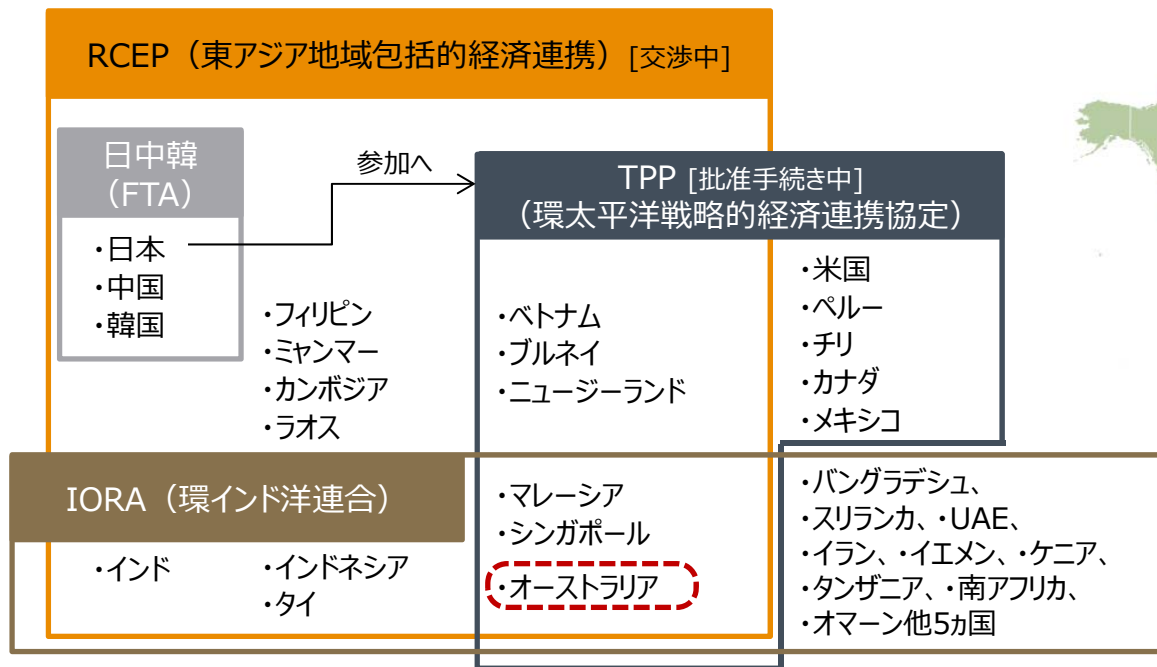 RCEP（東アジア地域包括的経済連携）[交渉中]
日中韓
（FTA）
・日本
・中国
・韓国
参加へ
TPP [批准手続き中]
（環太平洋戦略的経済連携協定）
・フィリピン
・ミャンマー
・カンボジア
・ラオス
・ベトナム
・ブルネイ
・ニュージーランド
・米国
・ペルー
・チリ
・カナダ
・メキシコ
IORA（環インド洋連合）
・インド
・インドネシア
・タイ
・マレーシア
・シンガポール
・オーストラリア
・バングラデシュ、
・スリランカ、・UAE、
・イラン、・イエメン、・ケニア、
・タンザニア、・南アフリカ、
・オマーン他5ヵ国